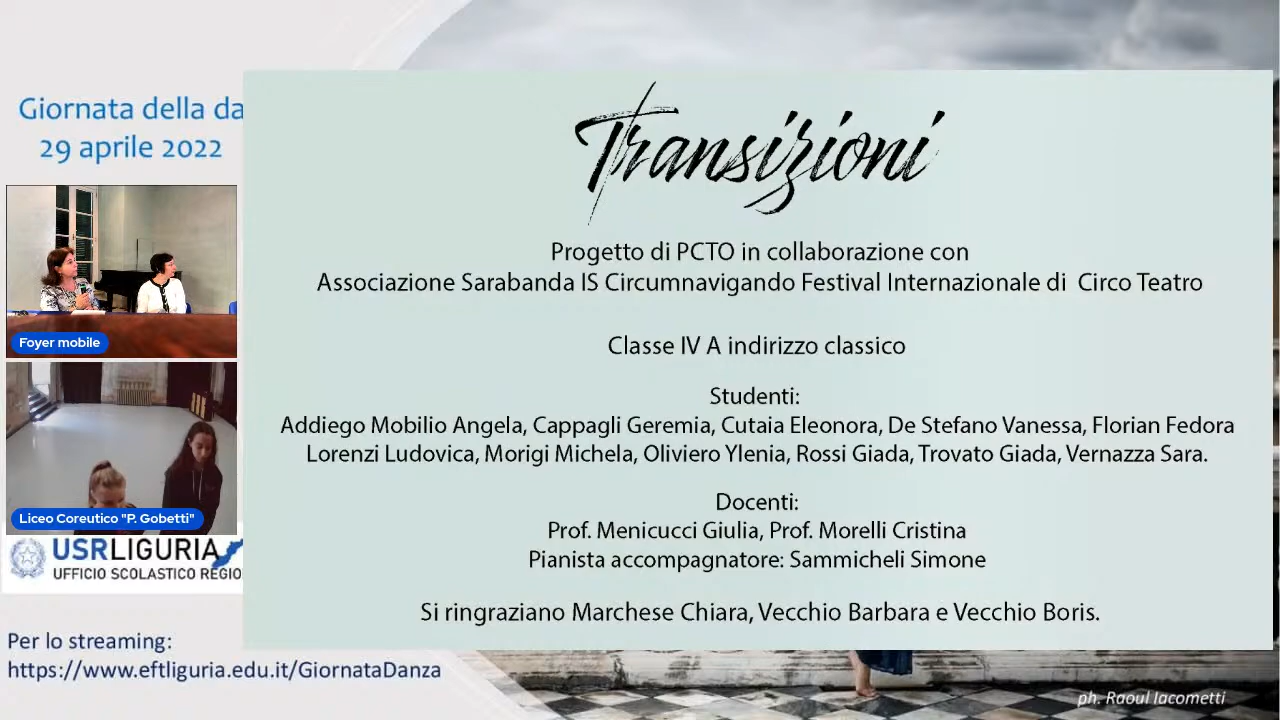 Giornata della da
29 aprile 2022
Foyer mobile
Liceo Coreutico "P. Gobetti"
USRLIGURIA
UFFICIO SCOLASTICO REGIO
Per lo streaming:
https://www.eftliguria.edu.it/GiornataDanza
Transizioni
Progetto di PCTO in collaborazione con
Associazione Sarabanda IS Circumnavigando Festival Internazionale di Circo Teatro
Classe IV A indirizzo classico
Studenti:
Addiego Mobilio Angela, Cappagli Geremia, Cutaia Eleonora, De Stefano Vanessa, Florian Fedora
Lorenzi Ludovica, Morigi Michela, Oliviero Ylenia, Rossi Giada, Trovato Giada, Vernazza Sara.
Docenti:
Prof. Menicucci Giulia, Prof. Morelli Cristina
Pianista accompagnatore: Sammicheli Simone
Si ringraziano Marchese Chiara, Vecchio Barbara e Vecchio Boris.
ph. Raoul Iacometti